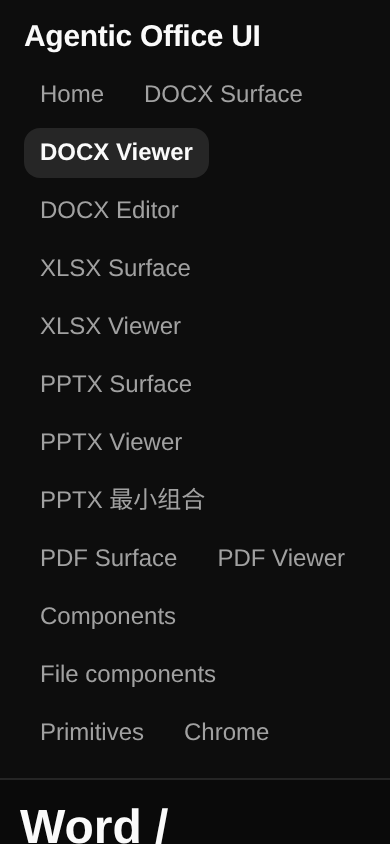 Agentic Office UI
Home DOCX Surface
DOCX Viewer
DOCX Editor
XLSX Surface
XLSX Viewer
PPTX Surface
PPTX Viewer
PPTX 最小组合
PDF Surface PDF Viewer
Components
File components
Primitives Chrome
Word /